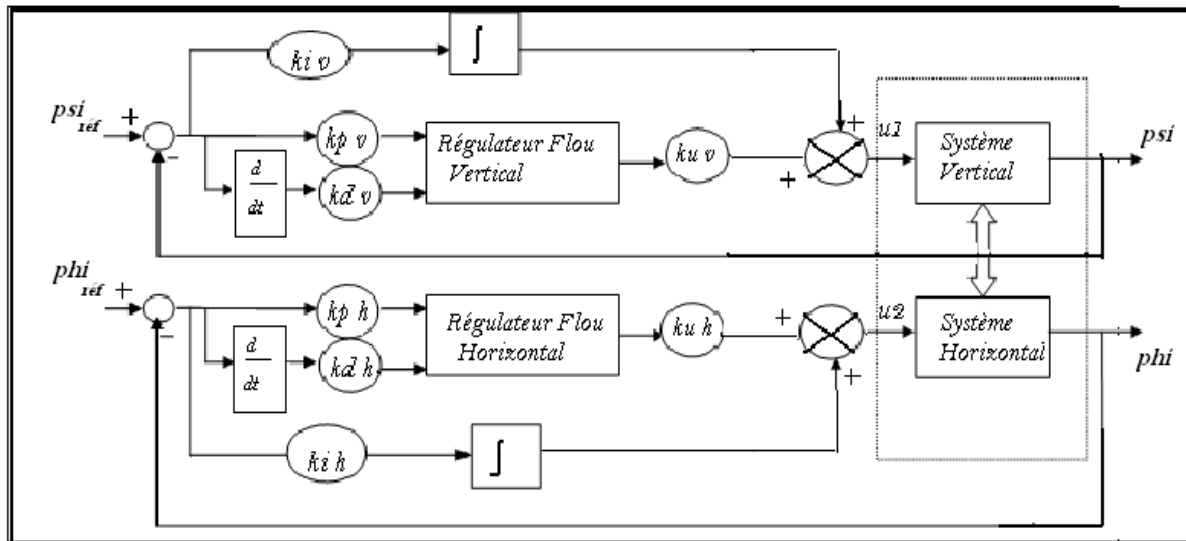 ki v
∫
psi réf
+
-
kp v
d
dt
kd v
Régulateur Flou
Vertical
ku v
+
+
u1
Système
Vertical
psi
phi réf
+
-
kp h
d
dt
kd h
Régulateur Flou
Horizontal
ku h
+
+
u2
Système
Horizontal
phi
ki h
∫